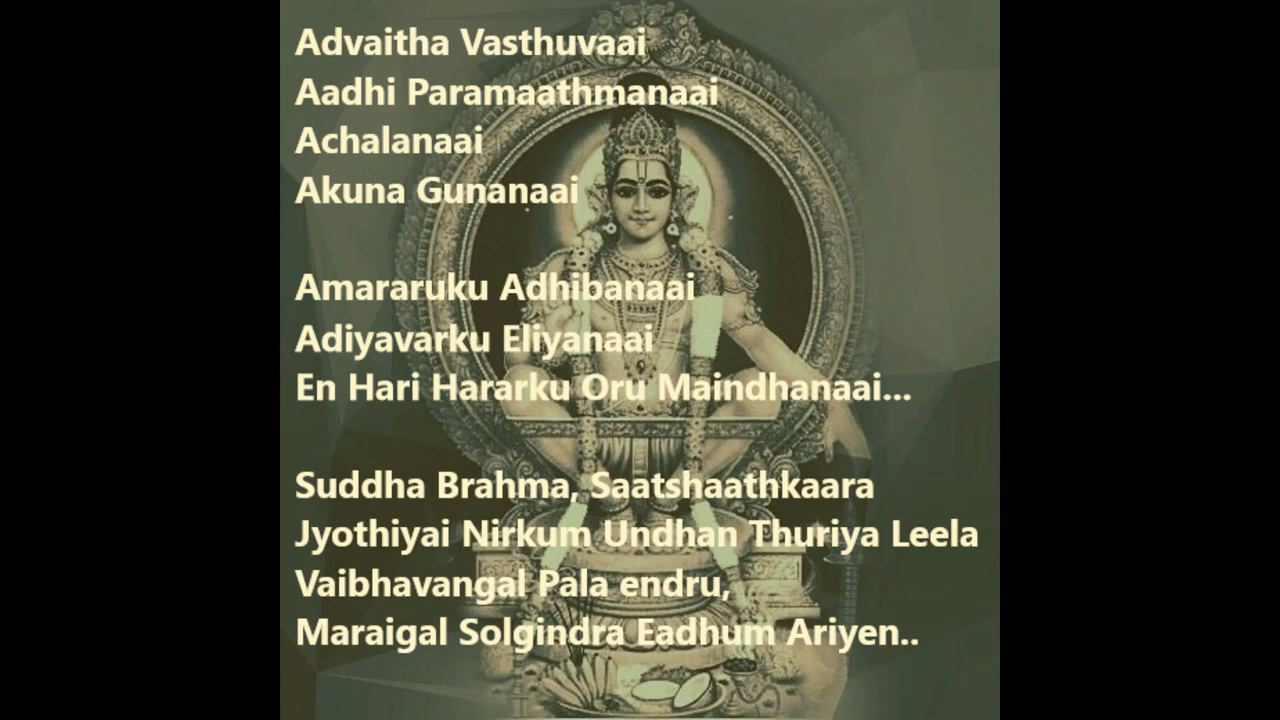 Advaitha Vasthuvaai
Aadhi Paramaathmanaai
Achalanaai
Akuna Gunanaai
Amararuku Adhibanaai
Adiyavarku Eliyanaai
En Hari Hararku Oru Maindhanaai...
Suddha Brahma, Saatshaathkaara
Jyothiyai Nirkum Undhan Thuriya Leela
Vaibhavangal Pala endru,
Maraigal Solgindra Eadhum Ariyen..